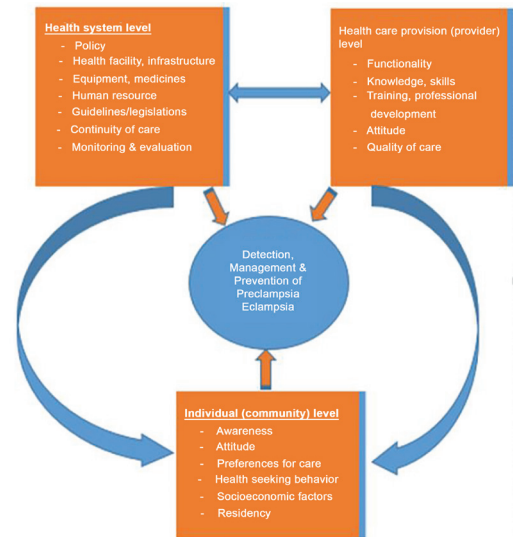 Health system level
- Policy
- Health facility, infrastructure
- Equipment, medicines
- Human resource
- Guidelines/legislations
- Continuity of care
- Monitoring & evaluation
Health care provision (provider)
level
- Functionality
- Knowledge, skills
- Training, professional
development
- Attitude
- Quality of care
Detection,
Management &
Prevention of
Preclampsia
Eclampsia
Individual (community) level
- Awareness
- Attitude
- Preferences for care
- Health seeking behavior
- Socioeconomic factors
- Residency